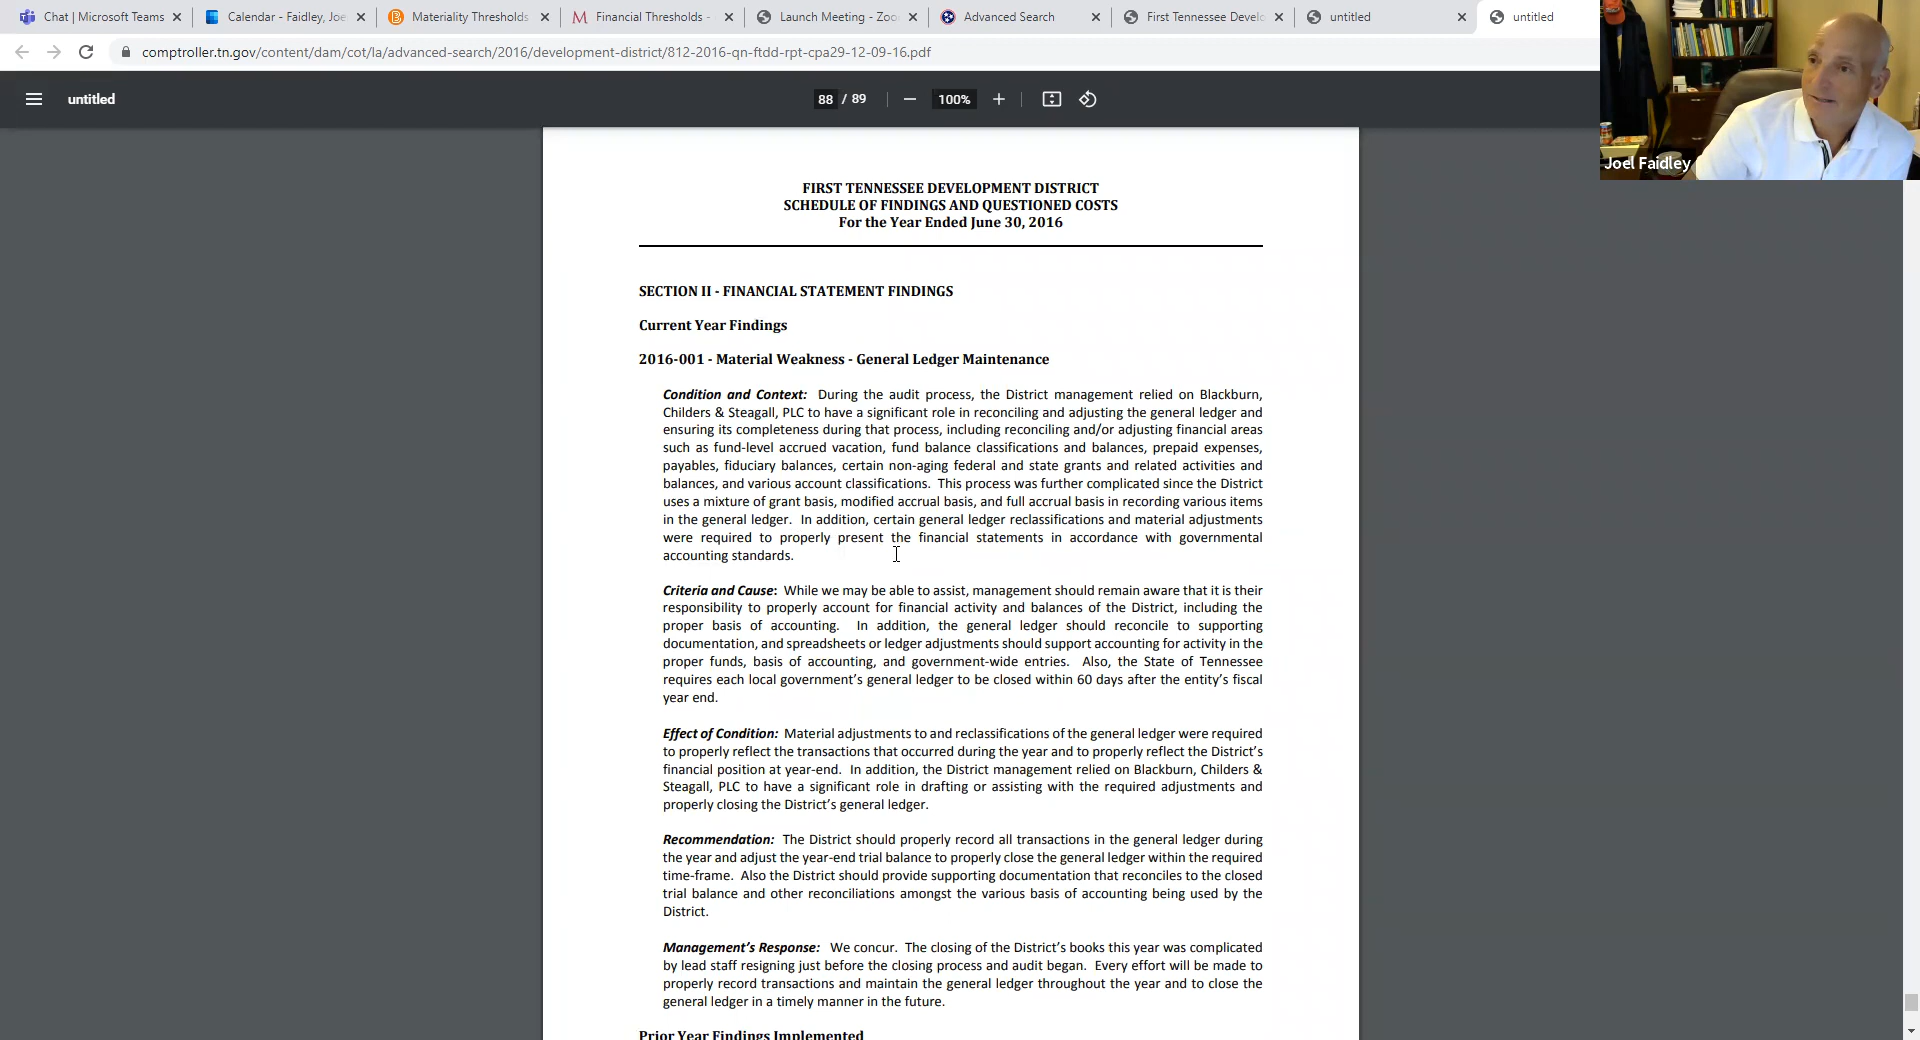 Chat | Microsoft Teams
Calendar - Faidley, Joe
Materiality Thresholds
Financial Thresholds -
Launch Meeting - Zoo
Advanced Search
First Tennessee Develo
untitled
untitled
comptroller.tn.gov/content/dam/cot/la/advanced-search/2016/development-district/812-2016-qn-ftdd-rpt-cpa29-12-09-16.pdf
untitled
88 / 89
100%
Joel Faidley
FIRST TENNESSEE DEVELOPMENT DISTRICT
SCHEDULE OF FINDINGS AND QUESTIONED COSTS
For the Year Ended June 30, 2016
SECTION II - FINANCIAL STATEMENT FINDINGS
Current Year Findings
2016-001 - Material Weakness - General Ledger Maintenance
Condition and Context: During the audit process, the District management relied on Blackburn,
Childers & Steagall, PLC to have a significant role in reconciling and adjusting the general ledger and
ensuring its completeness during that process, including reconciling and/or adjusting financial areas
such as fund-level accrued vacation, fund balance classifications and balances, prepaid expenses,
payables, fiduciary balances, certain non-aging federal and state grants and related activities and
balances, and various account classifications. This process was further complicated since the District
uses a mixture of grant basis, modified accrual basis, and full accrual basis in recording various items
in the general ledger. In addition, certain general ledger reclassifications and material adjustments
were required to properly present the financial statements in accordance with governmental
accounting standards.
Criteria and Cause: While we may be able to assist, management should remain aware that it is their
responsibility to properly account for financial activity and balances of the District, including the
proper basis of accounting. In addition, the general ledger should reconcile to supporting
documentation, and spreadsheets or ledger adjustments should support accounting for activity in the
proper funds, basis of accounting, and government-wide entries. Also, the State of Tennessee
requires each local government's general ledger to be closed within 60 days after the entity's fiscal
year end.
Effect of Condition: Material adjustments to and reclassifications of the general ledger were required
to properly reflect the transactions that occurred during the year and to properly reflect the District's
financial position at year-end. In addition, the District management relied on Blackburn, Childers &
Steagall, PLC to have a significant role in drafting or assisting with the required adjustments and
properly closing the District's general ledger.
Recommendation: The District should properly record all transactions in the general ledger during
the year and adjust the year-end trial balance to properly close the general ledger within the required
time-frame. Also the District should provide supporting documentation that reconciles to the closed
trial balance and other reconciliations amongst the various basis of accounting being used by the
District.
Management's Response: We concur. The closing of the District's books this year was complicated
by lead staff resigning just before the closing process and audit began. Every effort will be made to
properly record transactions and maintain the general ledger throughout the year and to close the
general ledger in a timely manner in the future.
Prior Year Findings Implemented